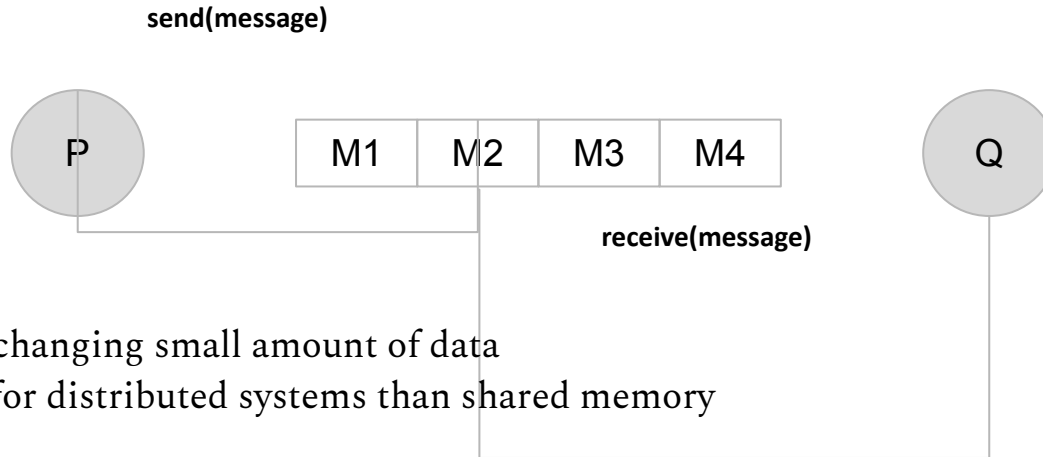 send(message)
P M1 M2 M3 M4 Q
receive(message)
changing small amount of data
for distributed systems than shared memory